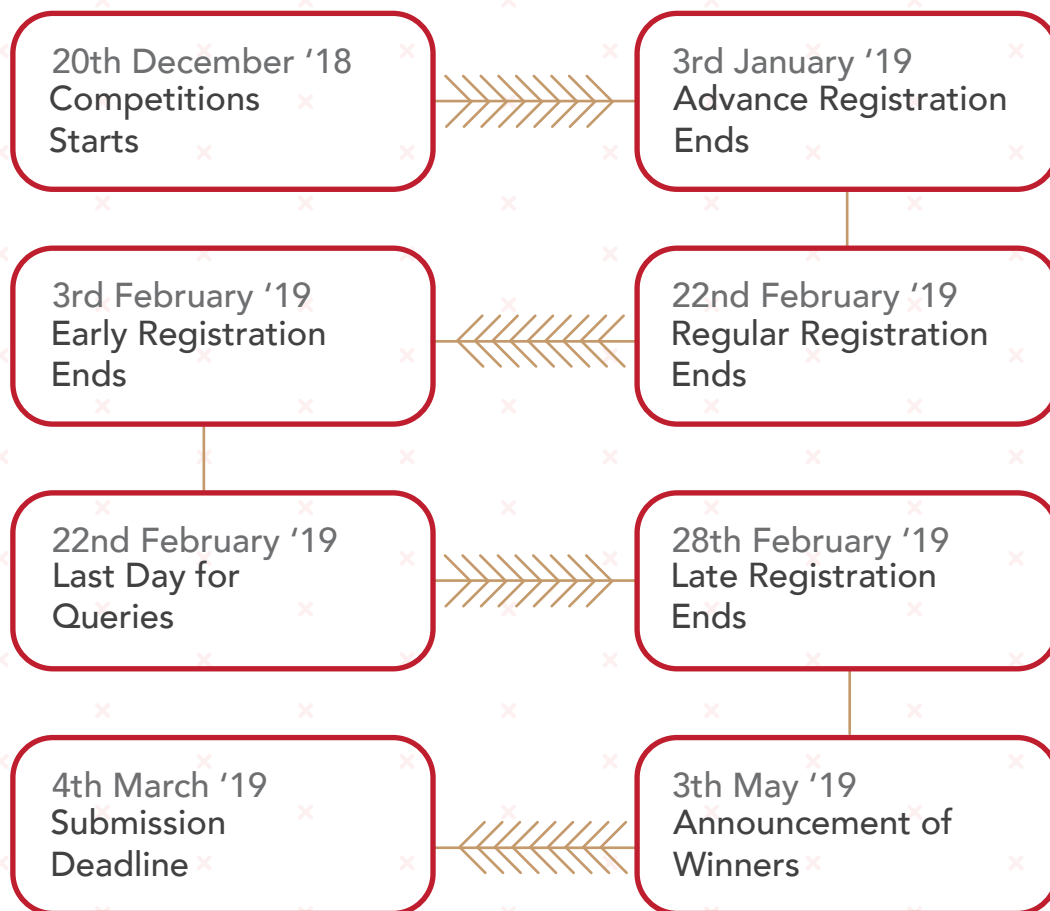 20th December ‘18
Competitions
Starts
3rd January ‘19
Advance Registration
Ends
3rd February ‘19
Early Registration
Ends
22nd February ‘19
Regular Registration
Ends
22nd February ‘19
Last Day for
Queries
28th February ‘19
Late Registration
Ends
4th March ‘19
Submission
Deadline
3th May ‘19
Announcement of
Winners